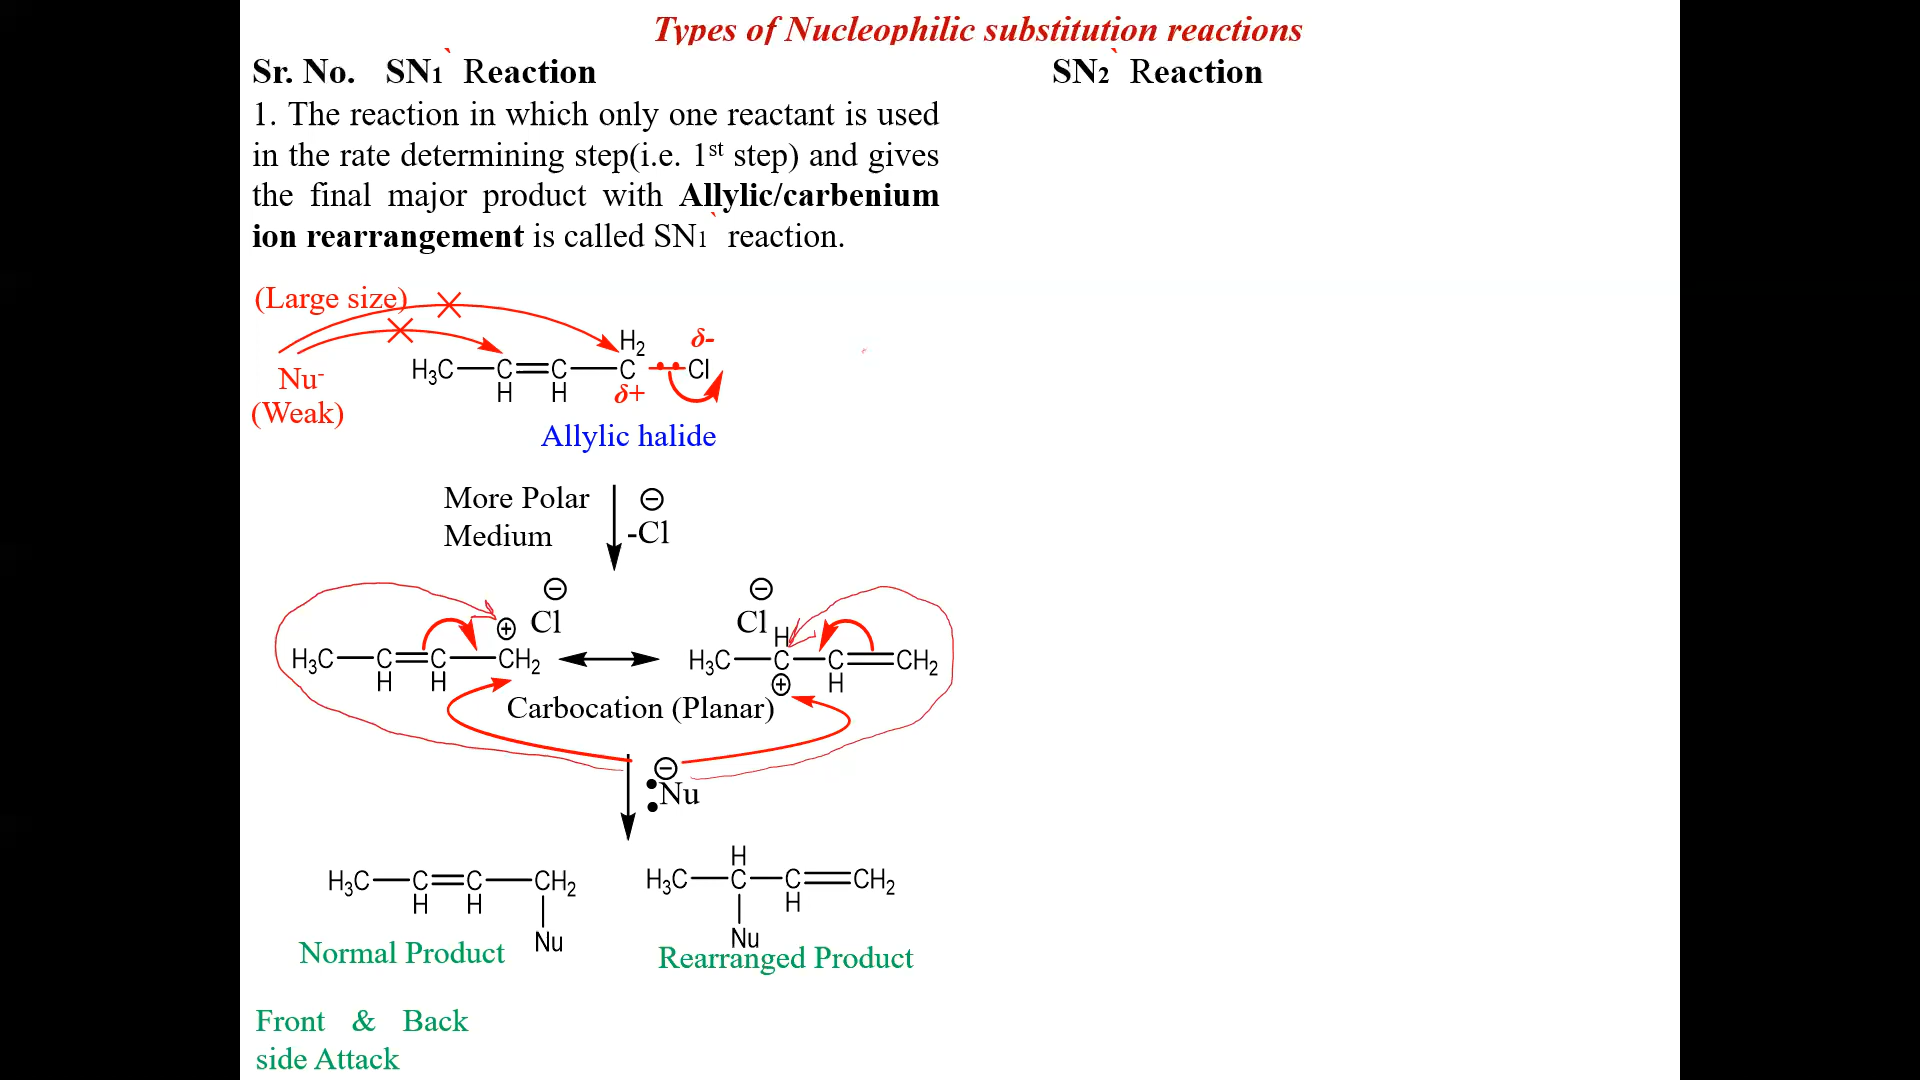 Types of Nucleophilic substitution reactions
Sr. No. SN1` Reaction
SN2` Reaction
1. The reaction in which only one reactant is used
in the rate determining step(i.e. 1st step) and gives
the final major product with Allylic/carbenium
ion rearrangement is called SN1` reaction.
(Large size)
H2
δ-
H3C C C C Cl
Nu-
H H δ+
(Weak)
Allylic halide
More Polar
Medium
⊖
-Cl
⊖ ⊖
Cl Cl
⊕ H
H3C C C CH2
H H
H3C C C CH2
⊕ H
Carbocation (Planar)
⊖
:Nu
H3C C C CH2
H H
Nu
H
H3C C C CH2
H
Nu
Normal Product
Rearranged Product
Front & Back
side Attack